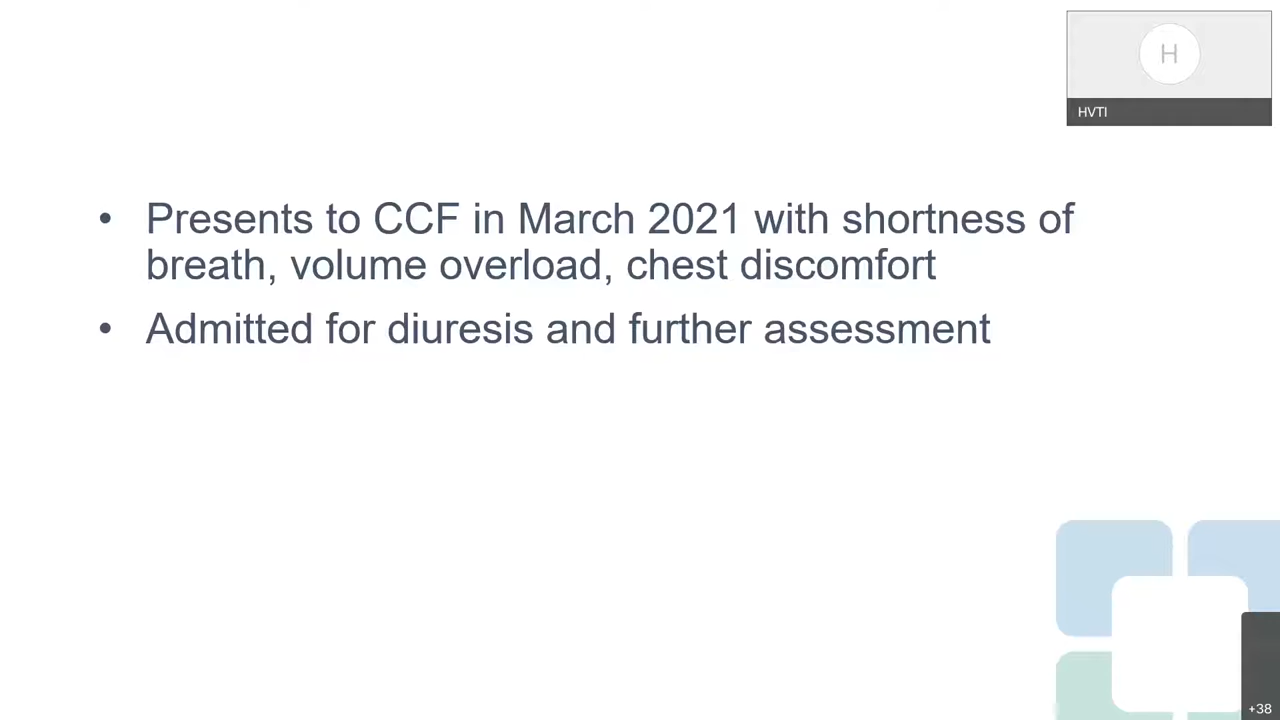 H
HVTI
• Presents to CCF in March 2021 with shortness of
breath, volume overload, chest discomfort
• Admitted for diuresis and further assessment
+38